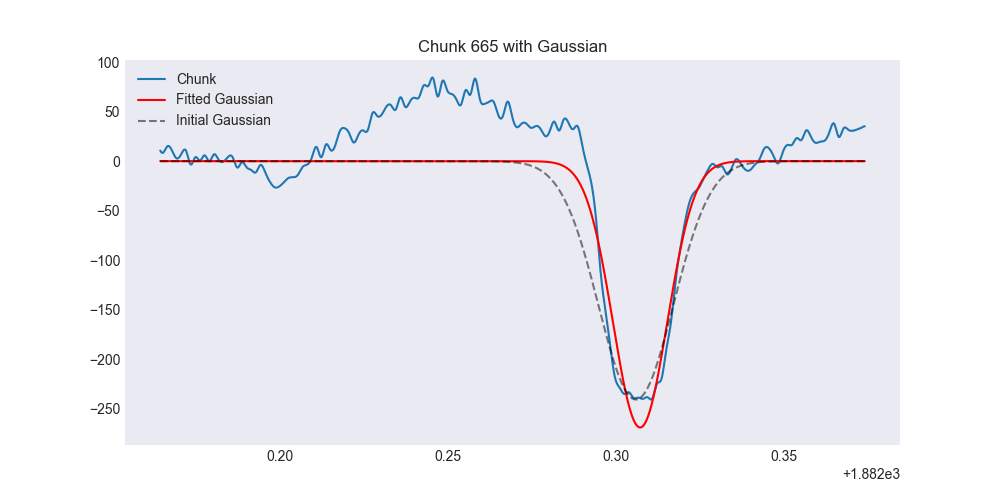 Chunk 665 with Gaussian
Chunk
Fitted Gaussian
Initial Gaussian
100
50
0
−50
−100
−150
−200
−250
0.20 0.25 0.30 0.35
+1.882e3